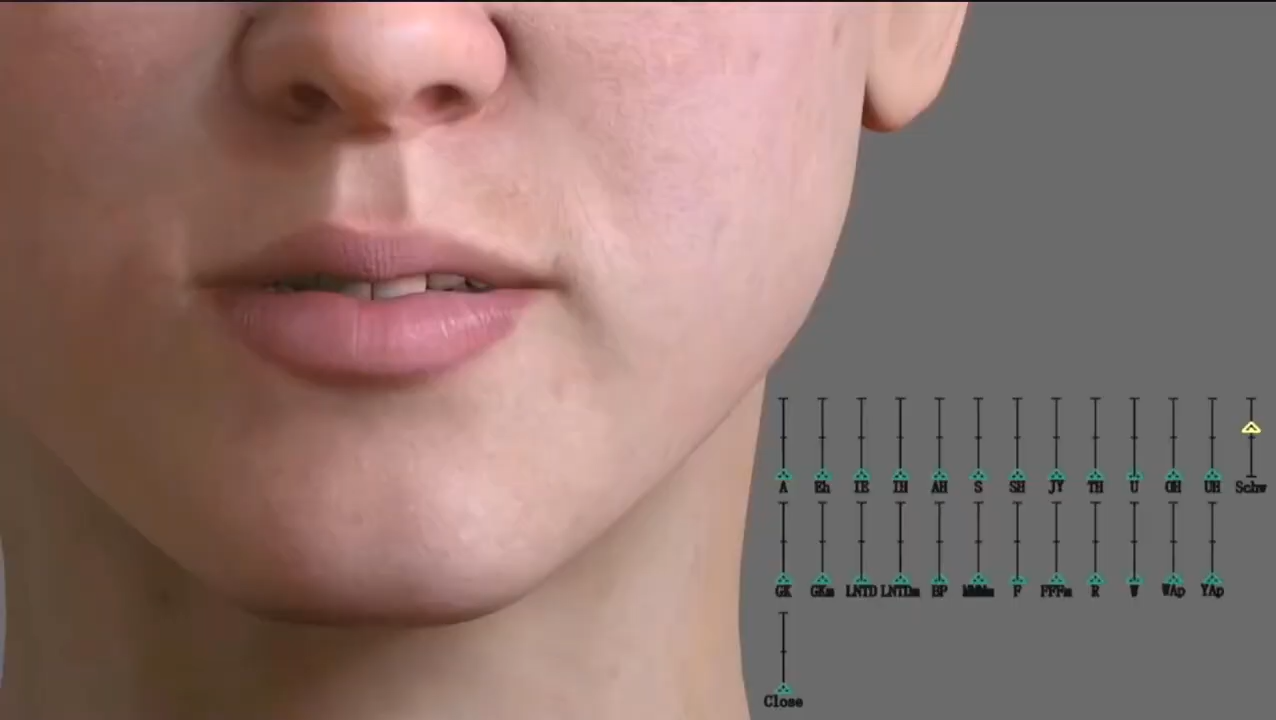 A Eh IE IH AH S SH JY TH U OH UH Schw
GK GKm LNTD LNTDm BP MMMm F FFFm R W WAp YAp
Close